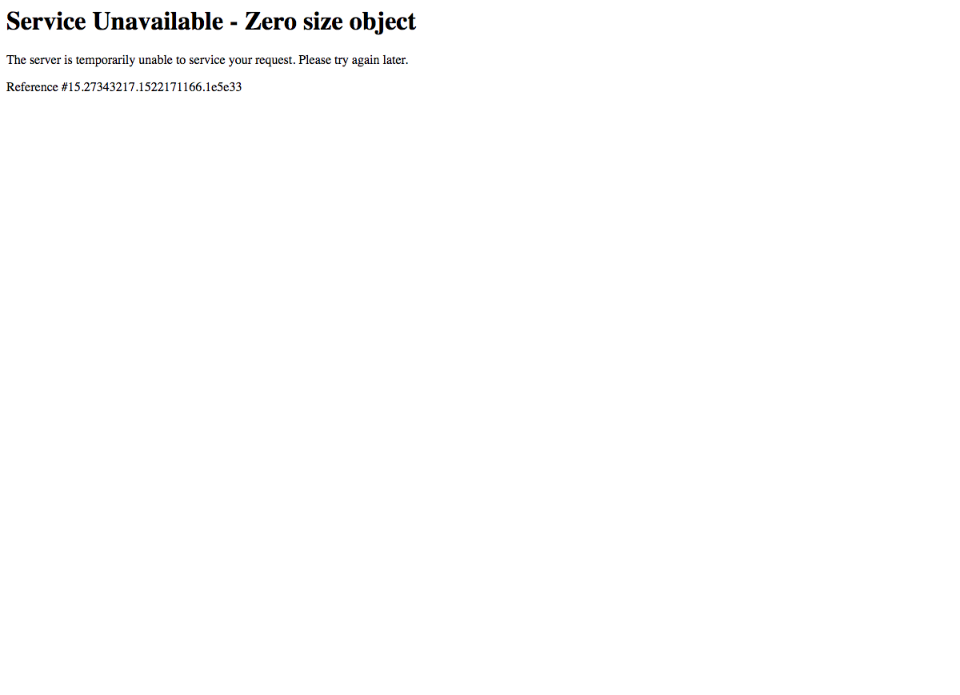 Service Unavailable - Zero size object
The server is temporarily unable to service your request. Please try again later.
Reference #15.27343217.1522171166.1e5e33